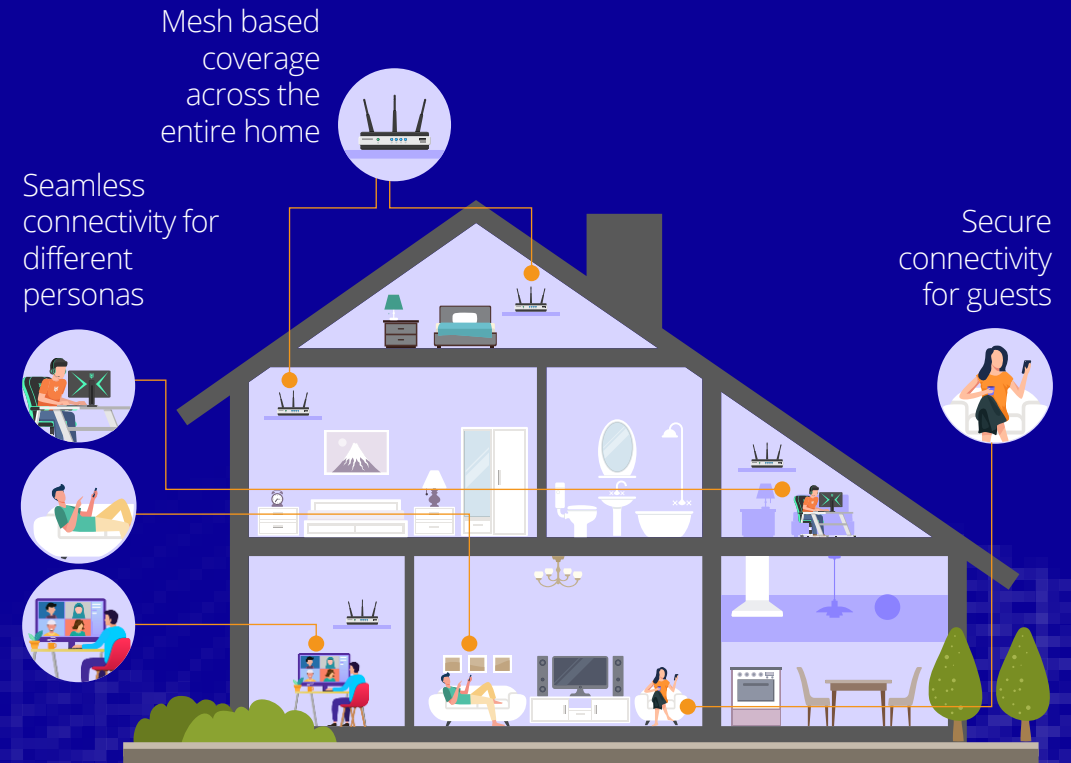 Mesh based
coverage
across the
entire home
Seamless
connectivity for
different
personas
Secure
connectivity
for guests